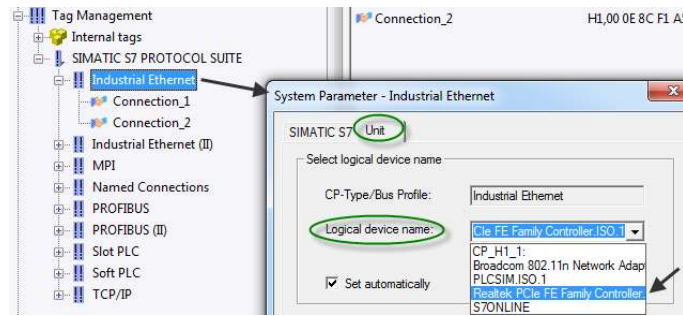 Tag Management
Internal tags
SIMATIC S7 PROTOCOL SUITE
Industrial Ethernet
Connection_1
Connection_2
Industrial Ethernet (II)
MPI
Named Connections
PROFIBUS
PROFIBUS (II)
Slot PLC
Soft PLC
TCP/IP
Connection_2 H1,00 0E 8C F1 A
System Parameter - Industrial Ethernet
SIMATIC S7 Unit
Select logical device name
CP-Type/Bus Profile: Industrial Ethernet
Logical device name: CIe FE Family Controller.ISO.1
CP_H1_1:
Broadcom 802.11n Network Adap
PLCSIM.ISO.1
Realtek PCIe FE Family Controller.
S7ONLINE
Set automatically